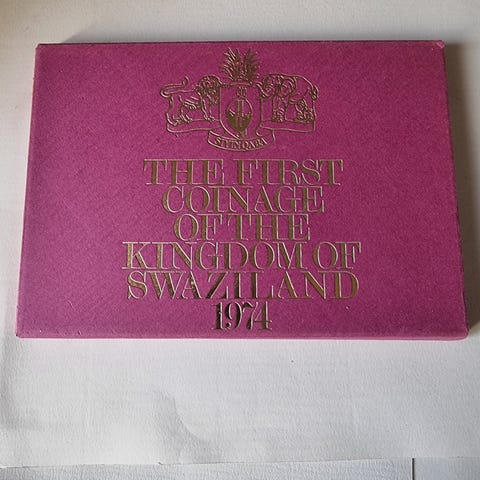 SIYINQABA
THE FIRST
COINAGE
OF THE
KINGDOM OF
SWAZILAND
1974